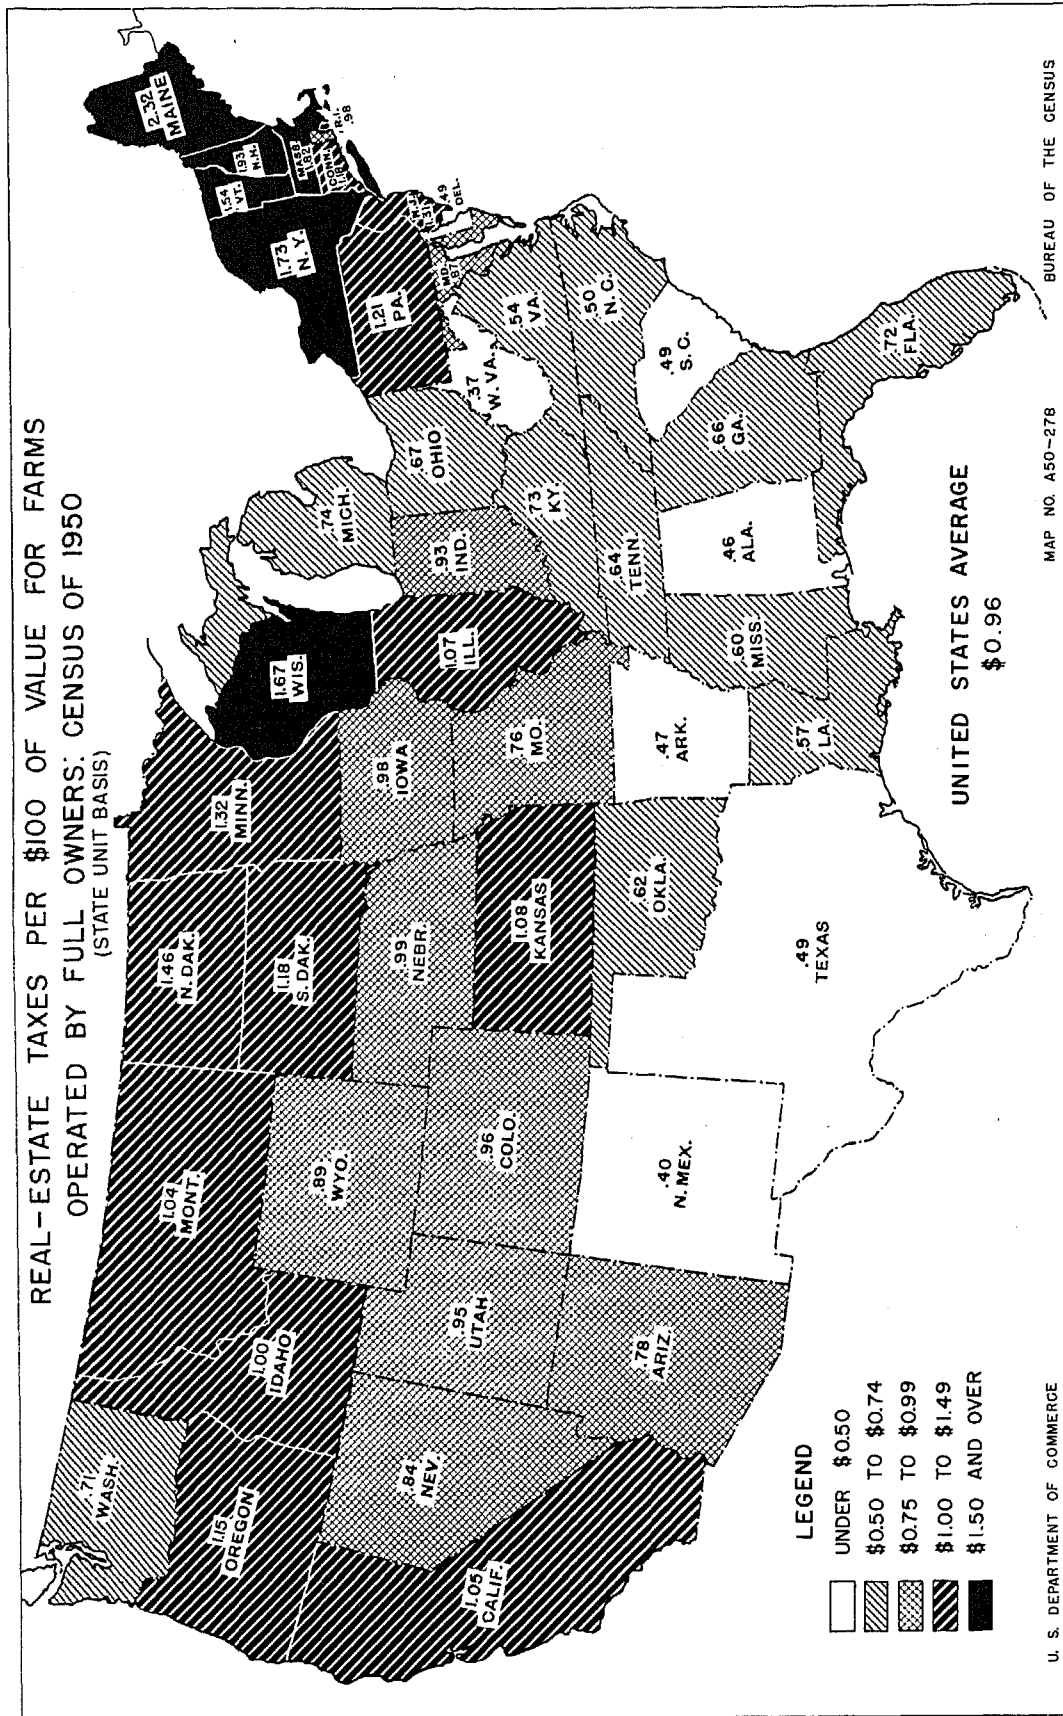 REAL-ESTATE TAXES PER $100 OF VALUE FOR FARMS
OPERATED BY FULL OWNERS: CENSUS OF 1950
(STATE UNIT BASIS)
.71
WASH.
1.15
OREGON
1.05
CALIF.
1.00
IDAHO
.84
NEV.
1.04
MONT.
.89
WYO.
.95
UTAH
.78
ARIZ.
.96
COLO.
.40
N. MEX.
1.46
N. DAK.
1.18
S. DAK.
.99
NEBR.
1.08
KANSAS
.62
OKLA.
.49
TEXAS
1.32
MINN.
.98
IOWA
.76
MO.
.47
ARK.
.57
LA.
1.67
WIS.
1.07
ILL.
.74
MICH.
.93
IND.
.67
OHIO
.73
KY.
.64
TENN.
.60
MISS.
.46
ALA.
.66
GA.
.72
FLA.
.49
S. C.
.50
N. C.
.54
VA.
.37
W. VA.
MD.
.87
.49
DEL.
N.J.
1.31
1.21
PA.
1.73
N. Y.
1.54
VT.
1.93
N.H.
2.32
MAINE
MASS.
1.82
CONN.
1.18
R.I.
.98
UNITED STATES AVERAGE
$0.96
LEGEND
UNDER $0.50
$0.50 TO $0.74
$0.75 TO $0.99
$1.00 TO $1.49
$1.50 AND OVER
U. S. DEPARTMENT OF COMMERCE
MAP NO. A50-278
BUREAU OF THE CENSUS